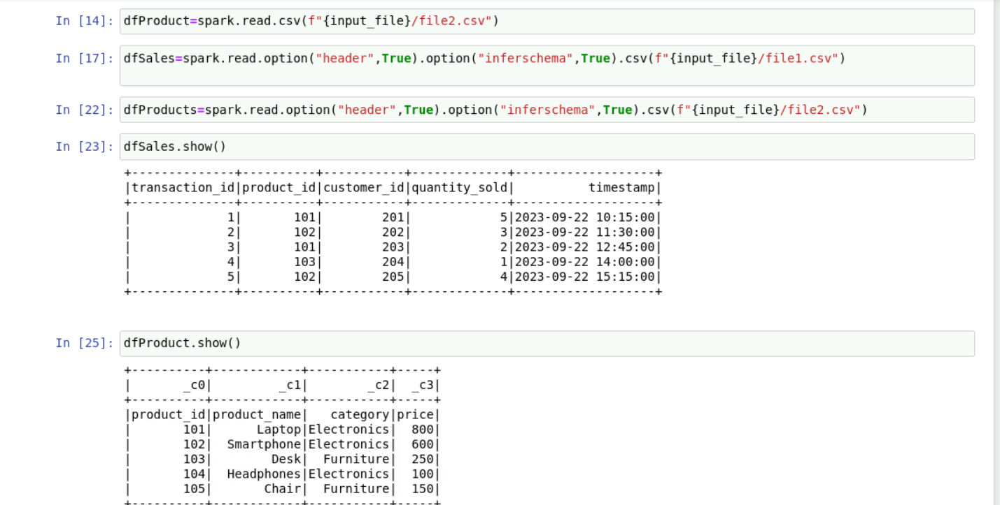 In [14]: dfProduct=spark.read.csv(f"{input_file}/file2.csv")
In [17]: dfSales=spark.read.option("header",True).option("inferschema",True).csv(f"{input_file}/file1.csv")
In [22]: dfProducts=spark.read.option("header",True).option("inferschema",True).csv(f"{input_file}/file2.csv")
In [23]: dfSales.show()
+--------------+----------+-----------+-------------+-------------------+
|transaction_id|product_id|customer_id|quantity_sold|          timestamp|
+--------------+----------+-----------+-------------+-------------------+
|             1|       101|        201|            5|2023-09-22 10:15:00|
|             2|       102|        202|            3|2023-09-22 11:30:00|
|             3|       101|        203|            2|2023-09-22 12:45:00|
|             4|       103|        204|            1|2023-09-22 14:00:00|
|             5|       102|        205|            4|2023-09-22 15:15:00|
+--------------+----------+-----------+-------------+-------------------+
In [25]: dfProduct.show()
+----------+------------+-----------+-----+
|       _c0|         _c1|        _c2|  _c3|
+----------+------------+-----------+-----+
|product_id|product_name|   category|price|
|       101|      Laptop|Electronics|  800|
|       102|  Smartphone|Electronics|  600|
|       103|        Desk|  Furniture|  250|
|       104|  Headphones|Electronics|  100|
|       105|       Chair|  Furniture|  150|
+----------+------------+-----------+-----+